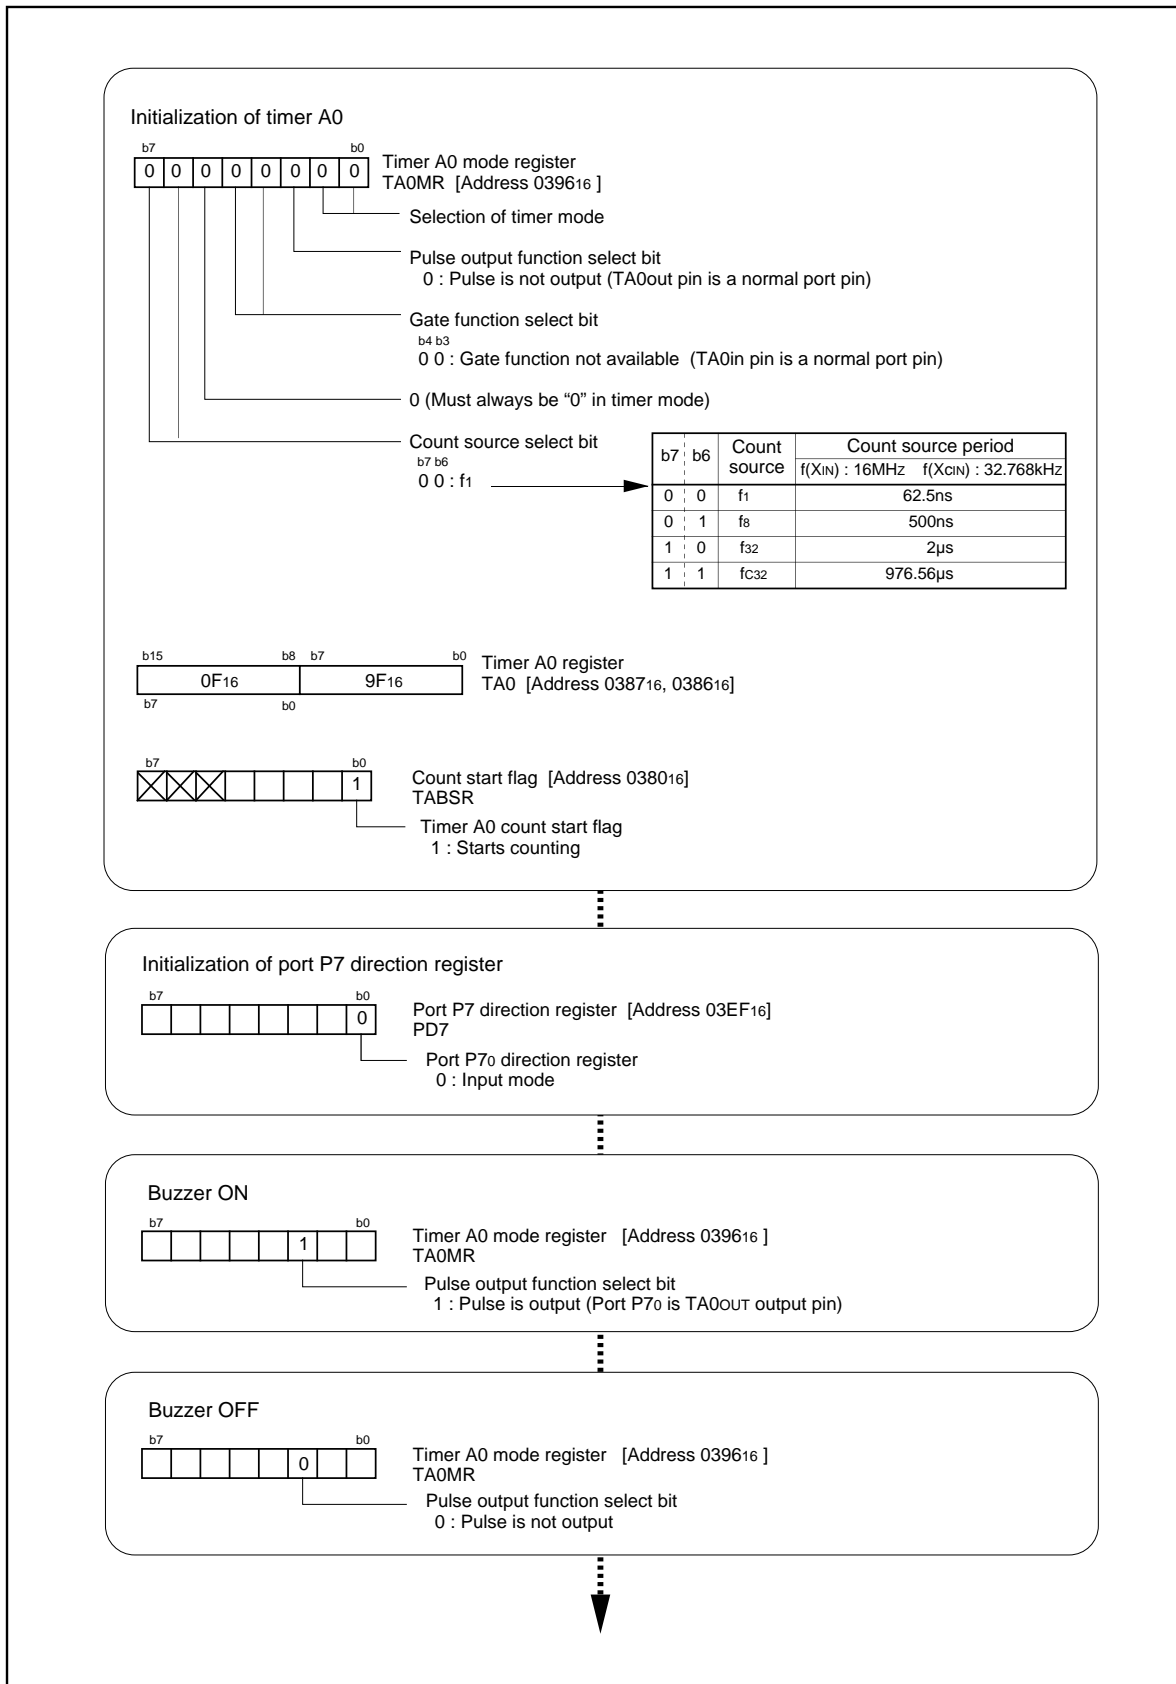 Initialization of timer A0
b7 b0
0 0 0 0 0 0 0 0
Timer A0 mode register
TA0MR [Address 039616 ]
Selection of timer mode
Pulse output function select bit
0 : Pulse is not output (TA0out pin is a normal port pin)
Gate function select bit
b4 b3
0 0 : Gate function not available (TA0in pin is a normal port pin)
0 (Must always be “0” in timer mode)
Count source select bit
b7 b6
0 0 : f1
b7 b6 Count source Count source period
f(XIN) : 16MHZ f(XCIN) : 32.768kHZ
0 0 f1 62.5ns
0 1 f8 500ns
1 0 f32 2µs
1 1 fC32 976.56µs
b15 b8 b7 b0
0F16 9F16
b7 b0
Timer A0 register
TA0 [Address 038716, 038616]
b7 b0
1
Count start flag [Address 038016]
TABSR
Timer A0 count start flag
1 : Starts counting
Initialization of port P7 direction register
b7 b0
0
Port P7 direction register [Address 03EF16]
PD7
Port P70 direction register
0 : Input mode
Buzzer ON
b7 b0
1
Timer A0 mode register [Address 039616 ]
TA0MR
Pulse output function select bit
1 : Pulse is output (Port P70 is TA0OUT output pin)
Buzzer OFF
b7 b0
0
Timer A0 mode register [Address 039616 ]
TA0MR
Pulse output function select bit
0 : Pulse is not output